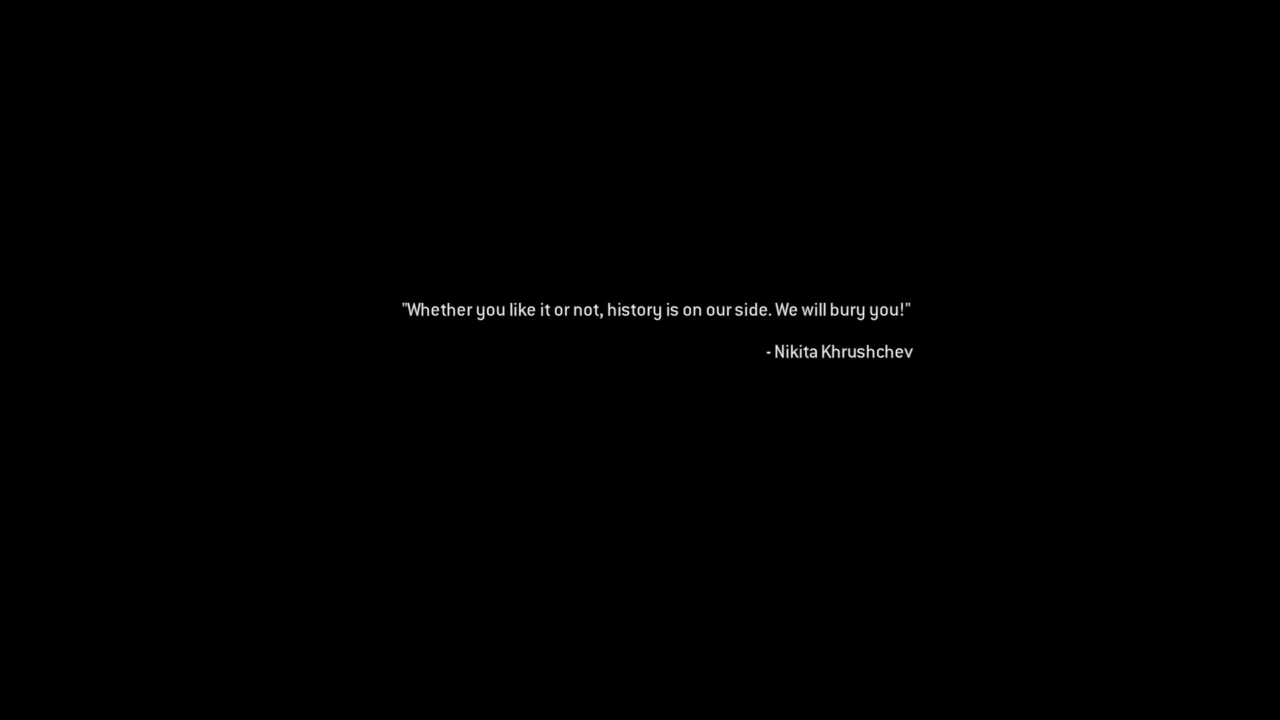 "Whether you like it or not, history is on our side. We will bury you!"
- Nikita Khrushchev